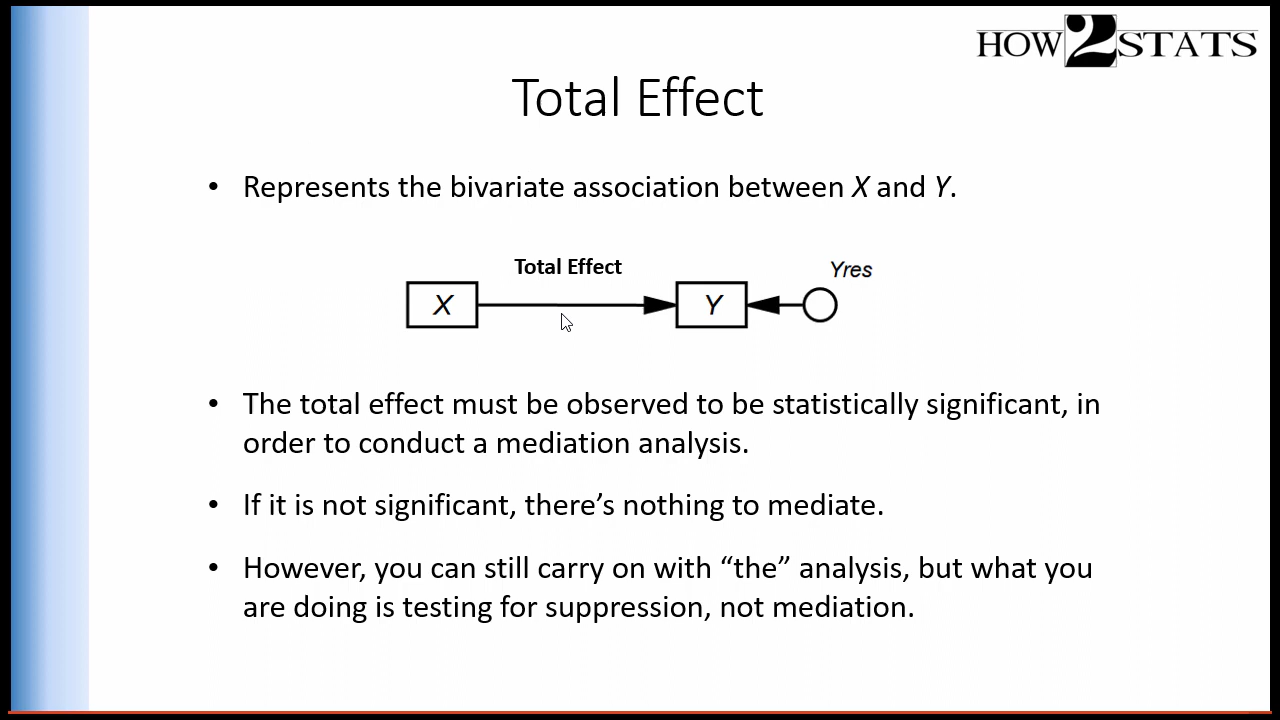 HOW2STATS
Total Effect
• Represents the bivariate association between X and Y.
Total Effect
Yres
X
Y
• The total effect must be observed to be statistically significant, in
order to conduct a mediation analysis.
• If it is not significant, there’s nothing to mediate.
• However, you can still carry on with “the” analysis, but what you
are doing is testing for suppression, not mediation.